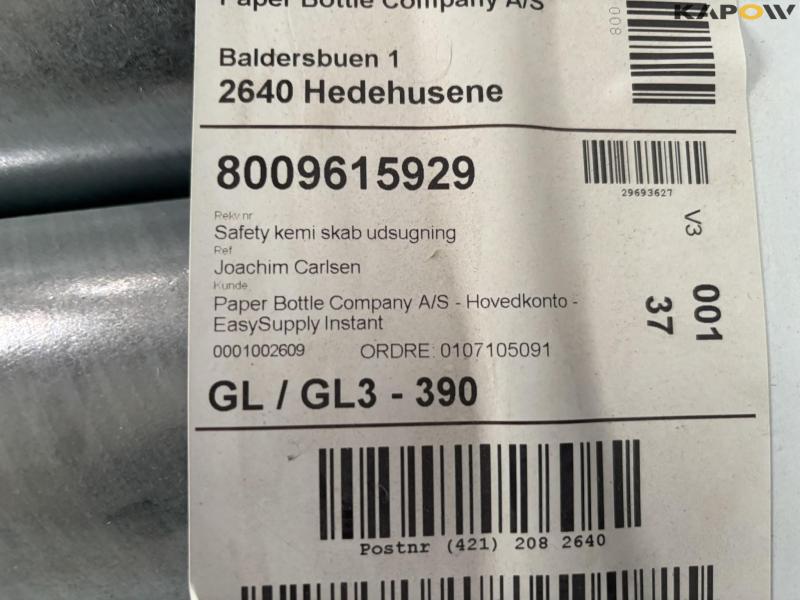 Paper Bottle Company A/S
008
KAPOW
Baldersbuen 1
2640 Hedehusene
8009615929
29693627
Rekv.nr
Safety kemi skab udsugning
V3
Ref
Joachim Carlsen
Kunde
Paper Bottle Company A/S - Hovedkonto -
EasySupply Instant
001
37
0001002609 ORDRE: 0107105091
GL / GL3 - 390
Postnr (421) 208 2640